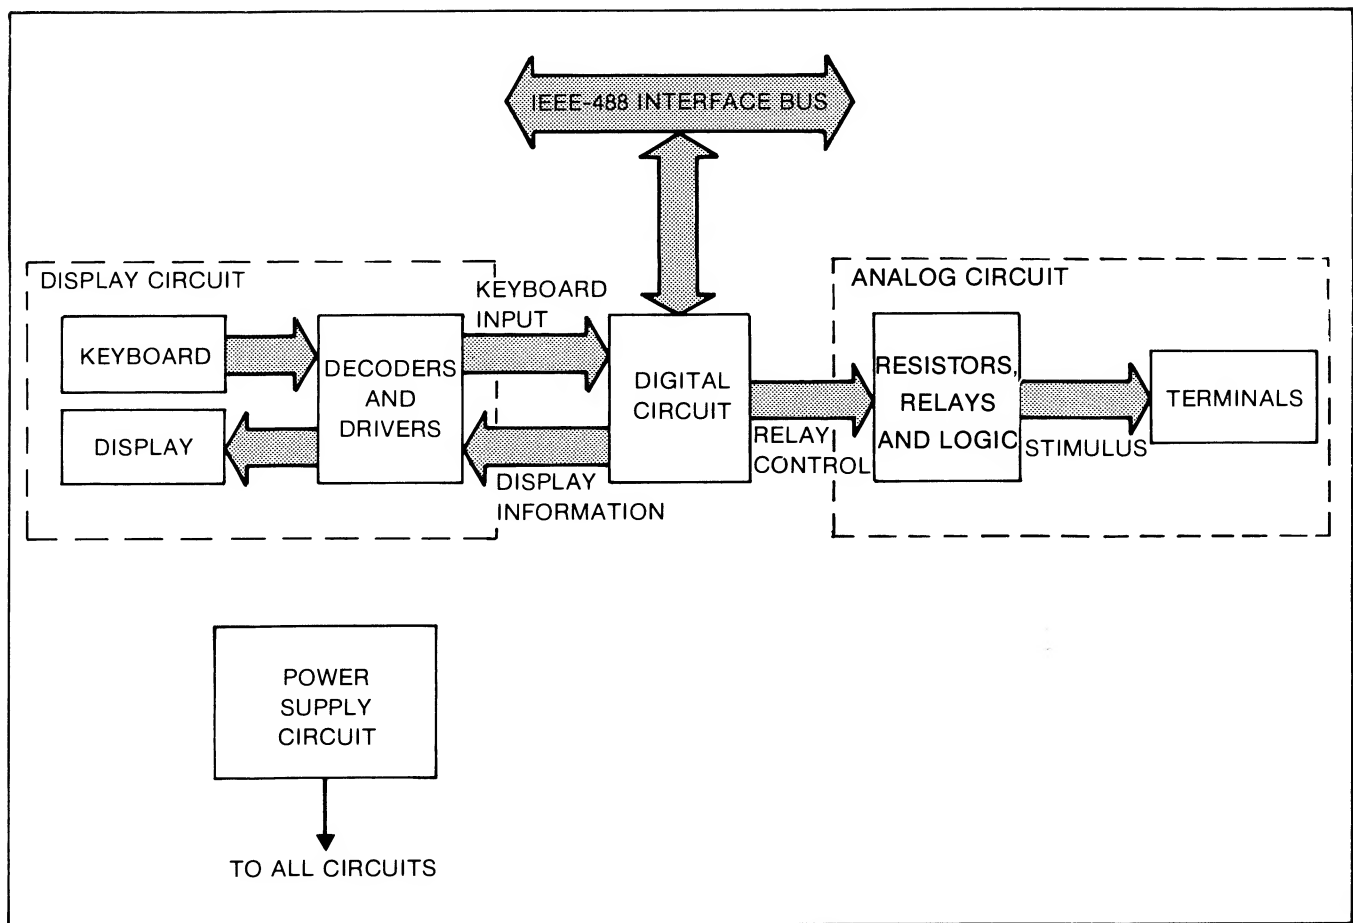 IEEE-488 INTERFACE BUS
DISPLAY CIRCUIT
KEYBOARD
DISPLAY
DECODERS
AND
DRIVERS
KEYBOARD
INPUT
DISPLAY
INFORMATION
DIGITAL
CIRCUIT
RELAY
CONTROL
ANALOG CIRCUIT
RESISTORS,
RELAYS
AND LOGIC
STIMULUS
TERMINALS
POWER
SUPPLY
CIRCUIT
TO ALL CIRCUITS